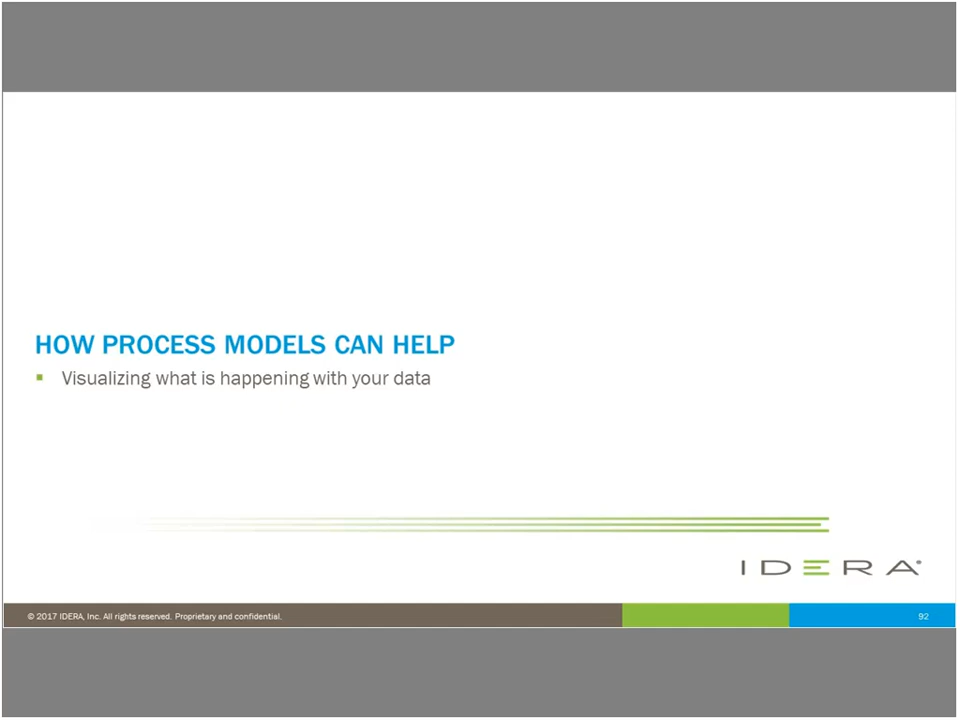 HOW PROCESS MODELS CAN HELP
▪ Visualizing what is happening with your data
IDERA®
© 2017 IDERA, Inc. All rights reserved. Proprietary and confidential.
92